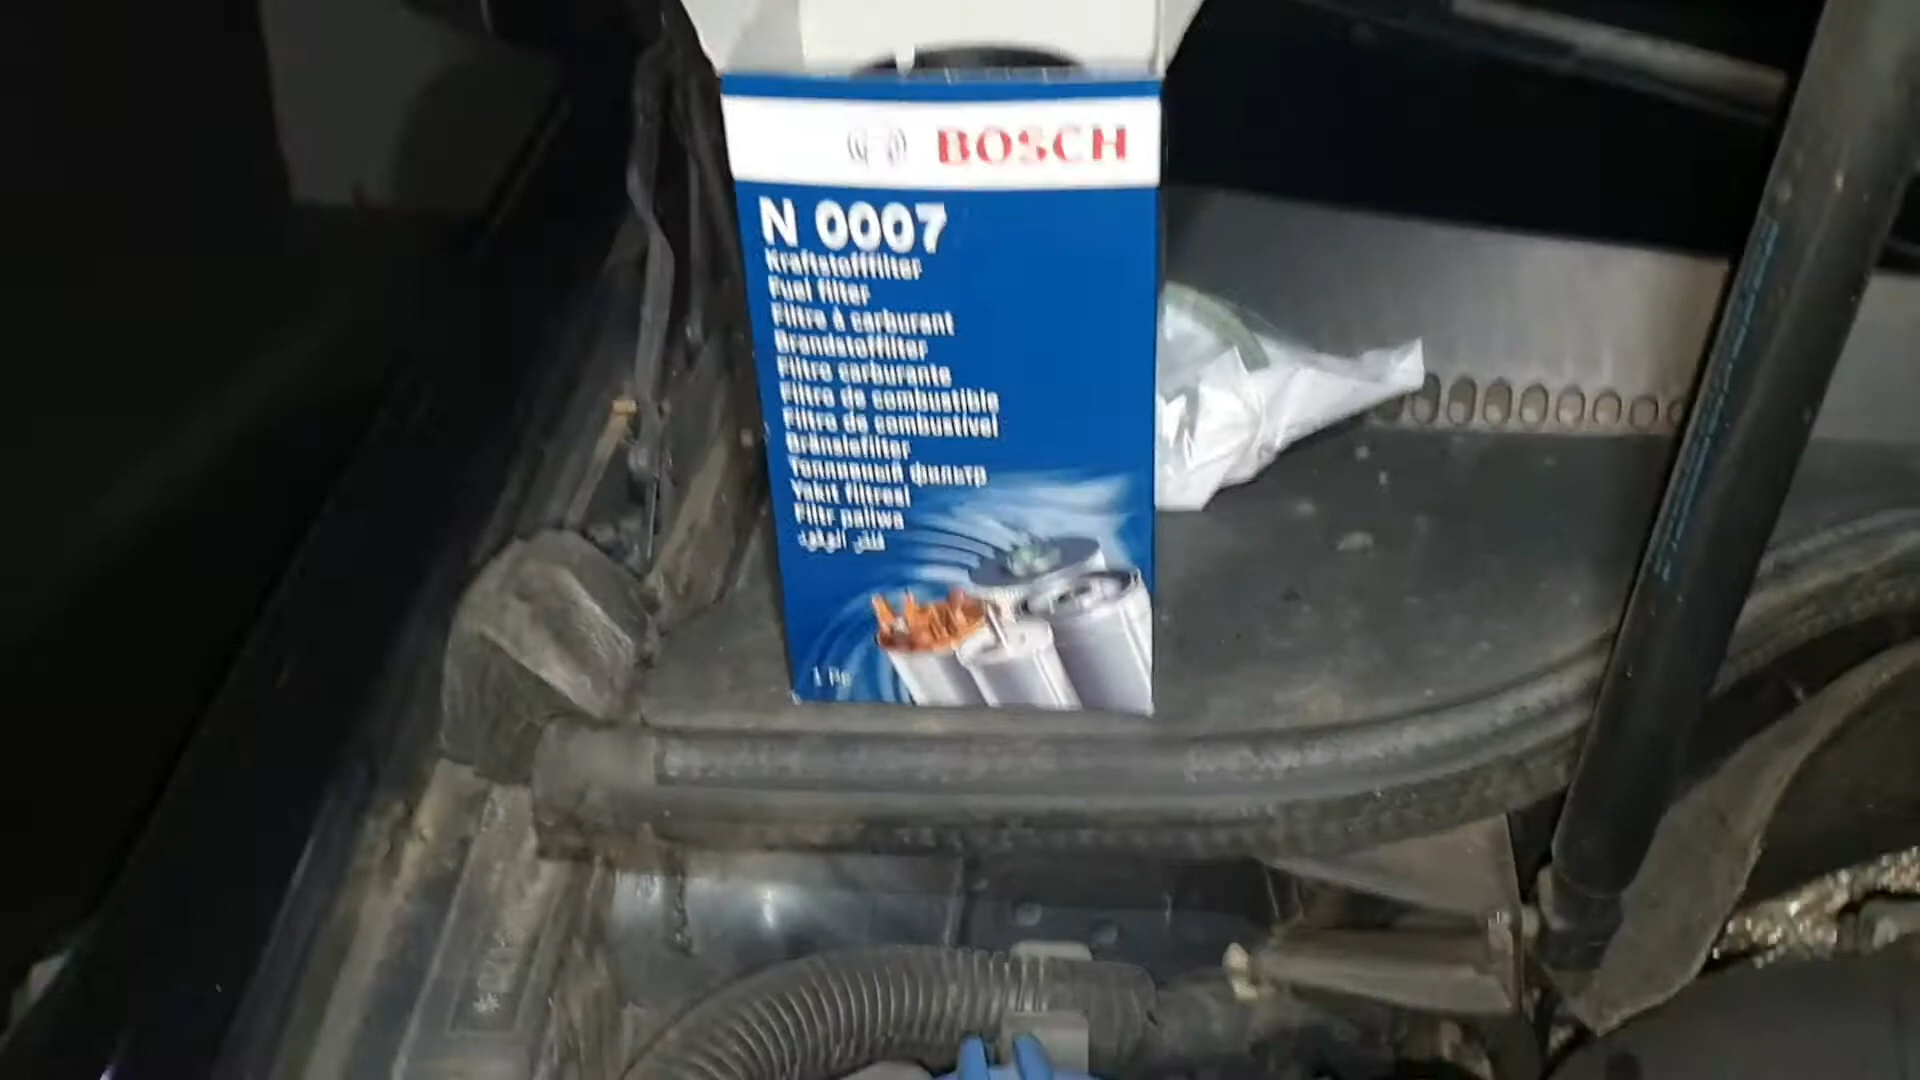 BOSCH
N 0007
Kraftstofffilter
Fuel filter
Filtre à carburant
Brandstoffilter
Filtro carburante
Filtro de combustible
Filtro de combustível
Bränslefilter
Топливный фильтр
Yakıt filtresi
Filtr paliwa
فلتر الوقود